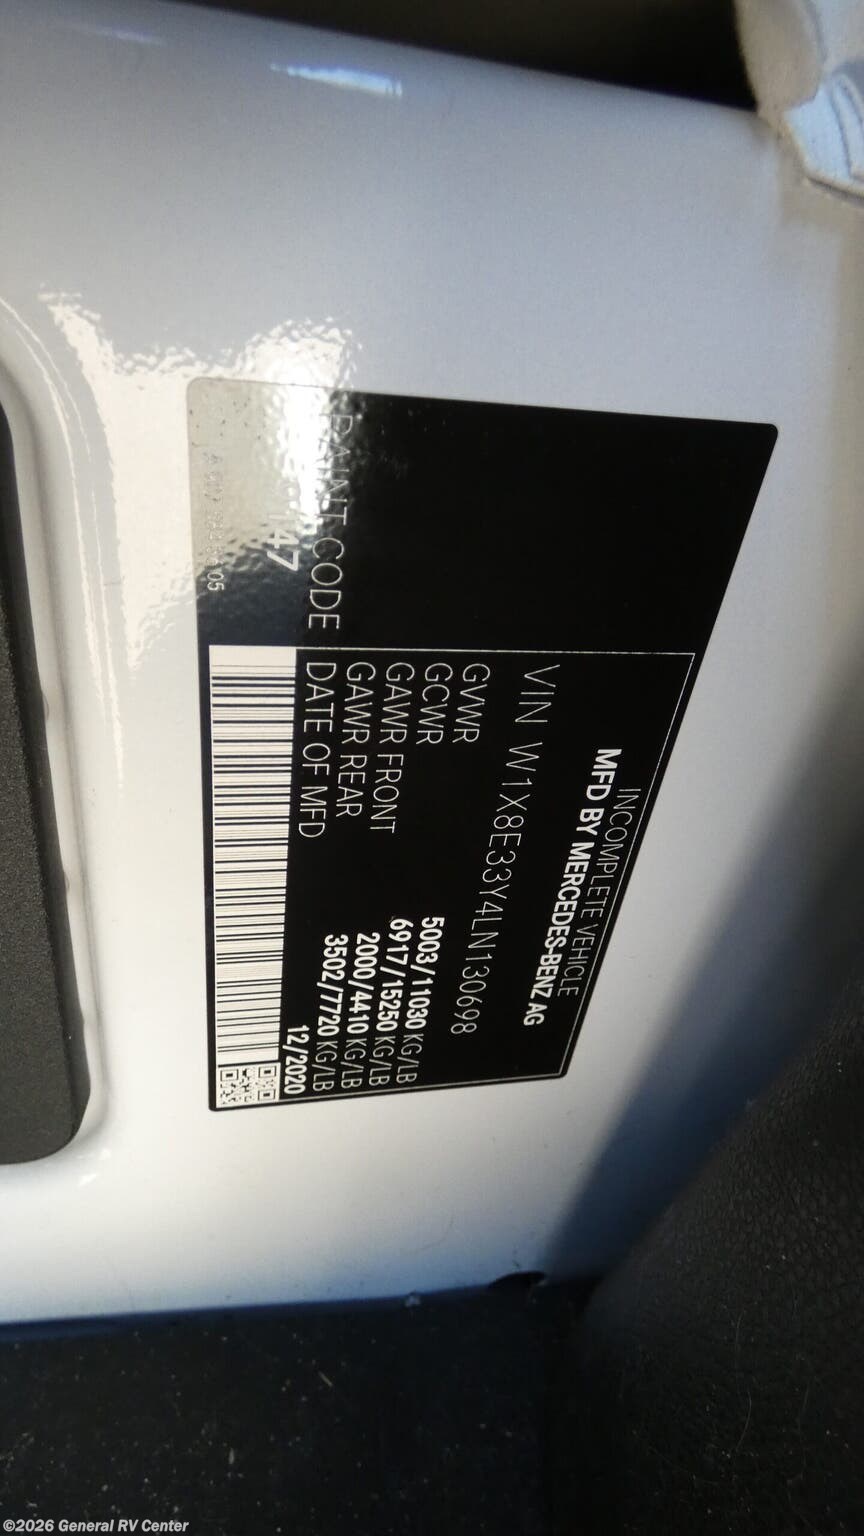 INCOMPLETE VEHICLE
MFD BY MERCEDES-BENZ AG
VIN W1X8E33Y4LN130698
GVWR 5003/11030 KG/LB
GCWR 6917/15250 KG/LB
GAWR FRONT 2000/4410 KG/LB
GAWR REAR 3502/7720 KG/LB
DATE OF MFD 12/2020
PAINT CODE
©2026 General RV Center